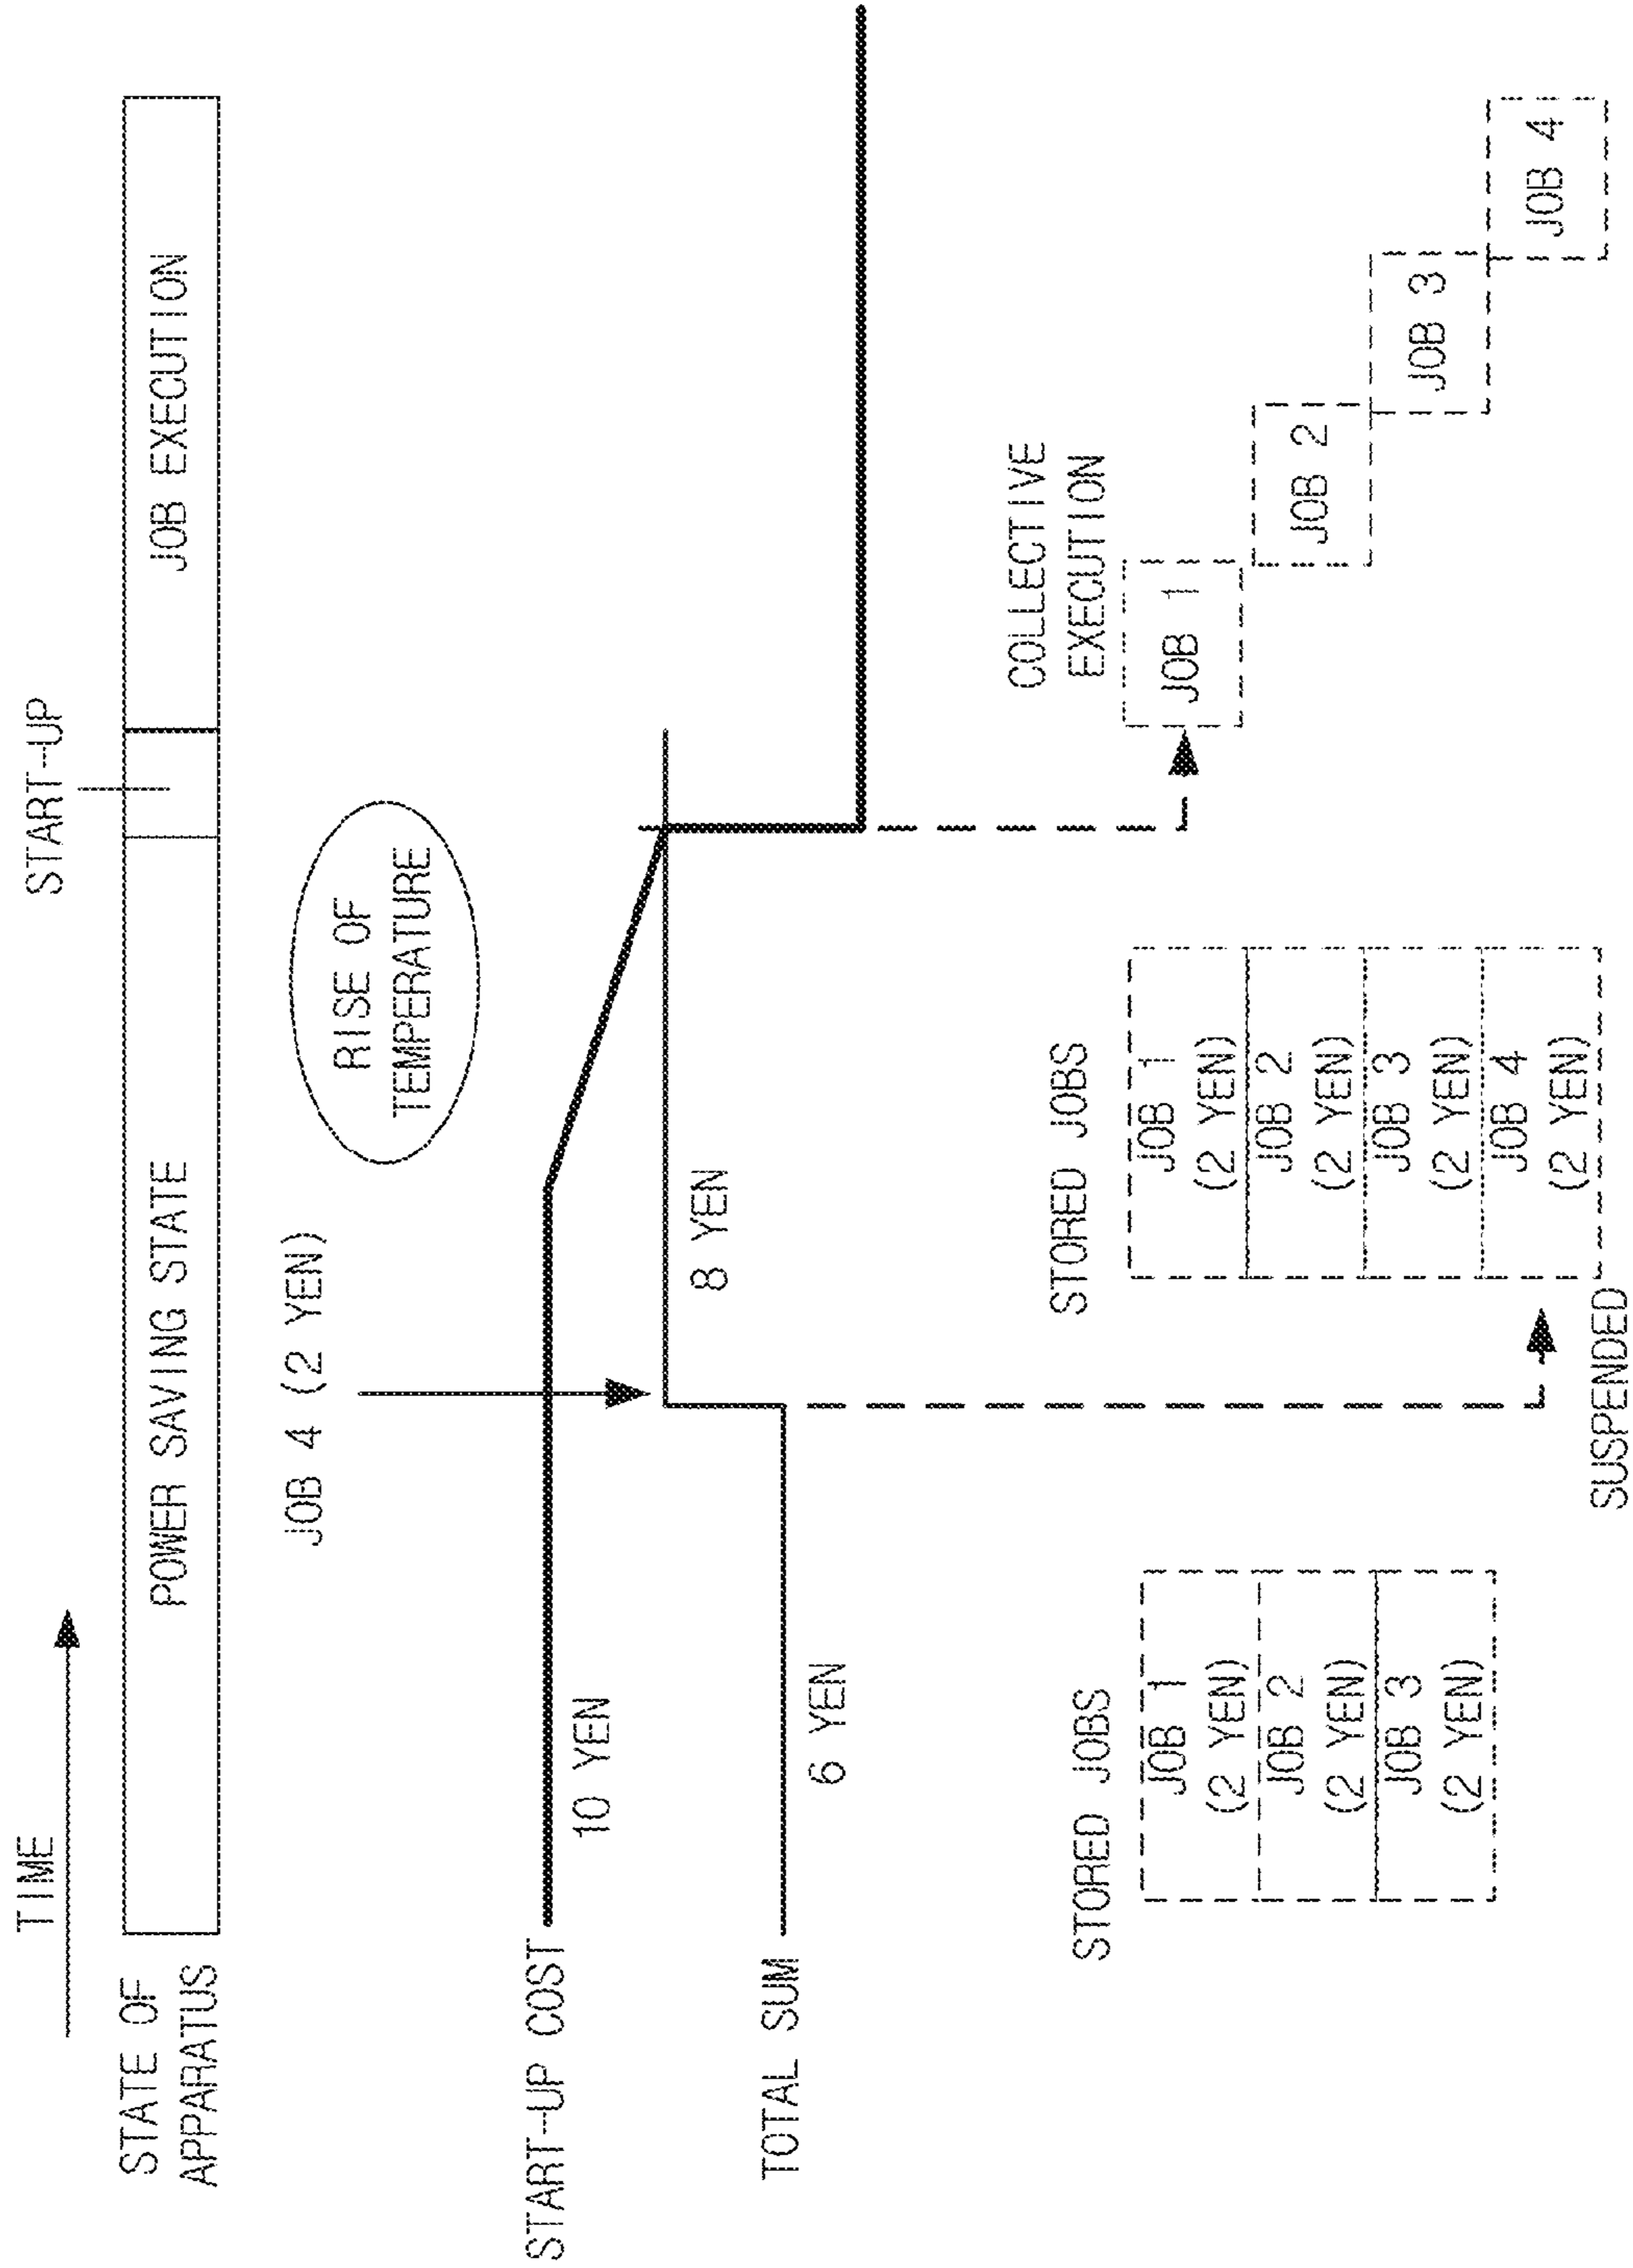 TIME
START-UP
STATE OF
APPARATUS
POWER SAVING STATE
JOB EXECUTION
JOB 4 (2 YEN)
RISE OF
TEMPERATURE
START-UP COST
10 YEN
8 YEN
TOTAL SUM
6 YEN
STORED JOBS
JOB 1
(2 YEN)
JOB 2
(2 YEN)
JOB 3
(2 YEN)
STORED JOBS
JOB 1
(2 YEN)
JOB 2
(2 YEN)
JOB 3
(2 YEN)
JOB 4
(2 YEN)
SUSPENDED
COLLECTIVE
EXECUTION
JOB 1
JOB 2
JOB 3
JOB 4